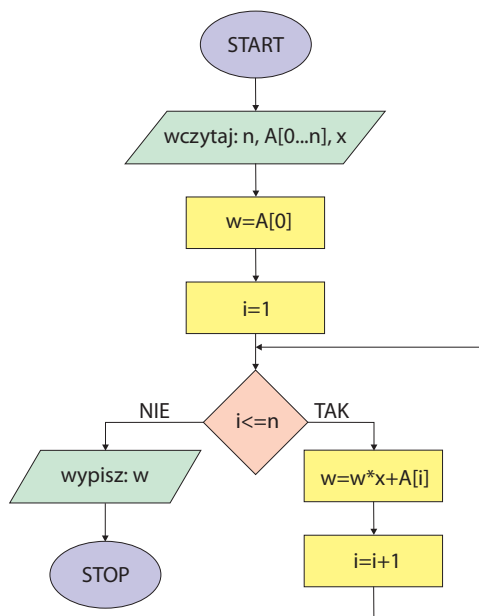 START
wczytaj: n, A[0...n], x
w=A[0]
i=1
NIE
i<=n
TAK
wypisz: w
w=w*x+A[i]
STOP
i=i+1